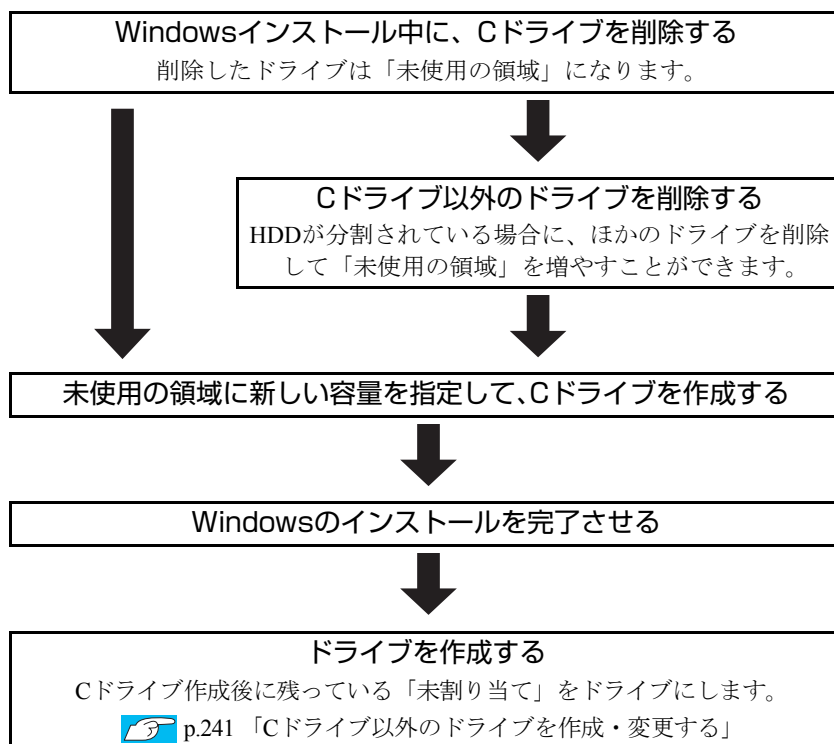 Windowsインストール中に、Cドライブを削除する
削除したドライブは「未使用の領域」になります。
Cドライブ以外のドライブを削除する
HDDが分割されている場合に、ほかのドライブを削除
して「未使用の領域」を増やすことができます。
未使用の領域に新しい容量を指定して、Cドライブを作成する
Windowsのインストールを完了させる
ドライブを作成する
Cドライブ作成後に残っている「未割り当て」をドライブにします。
p.241 「Cドライブ以外のドライブを作成・変更する」